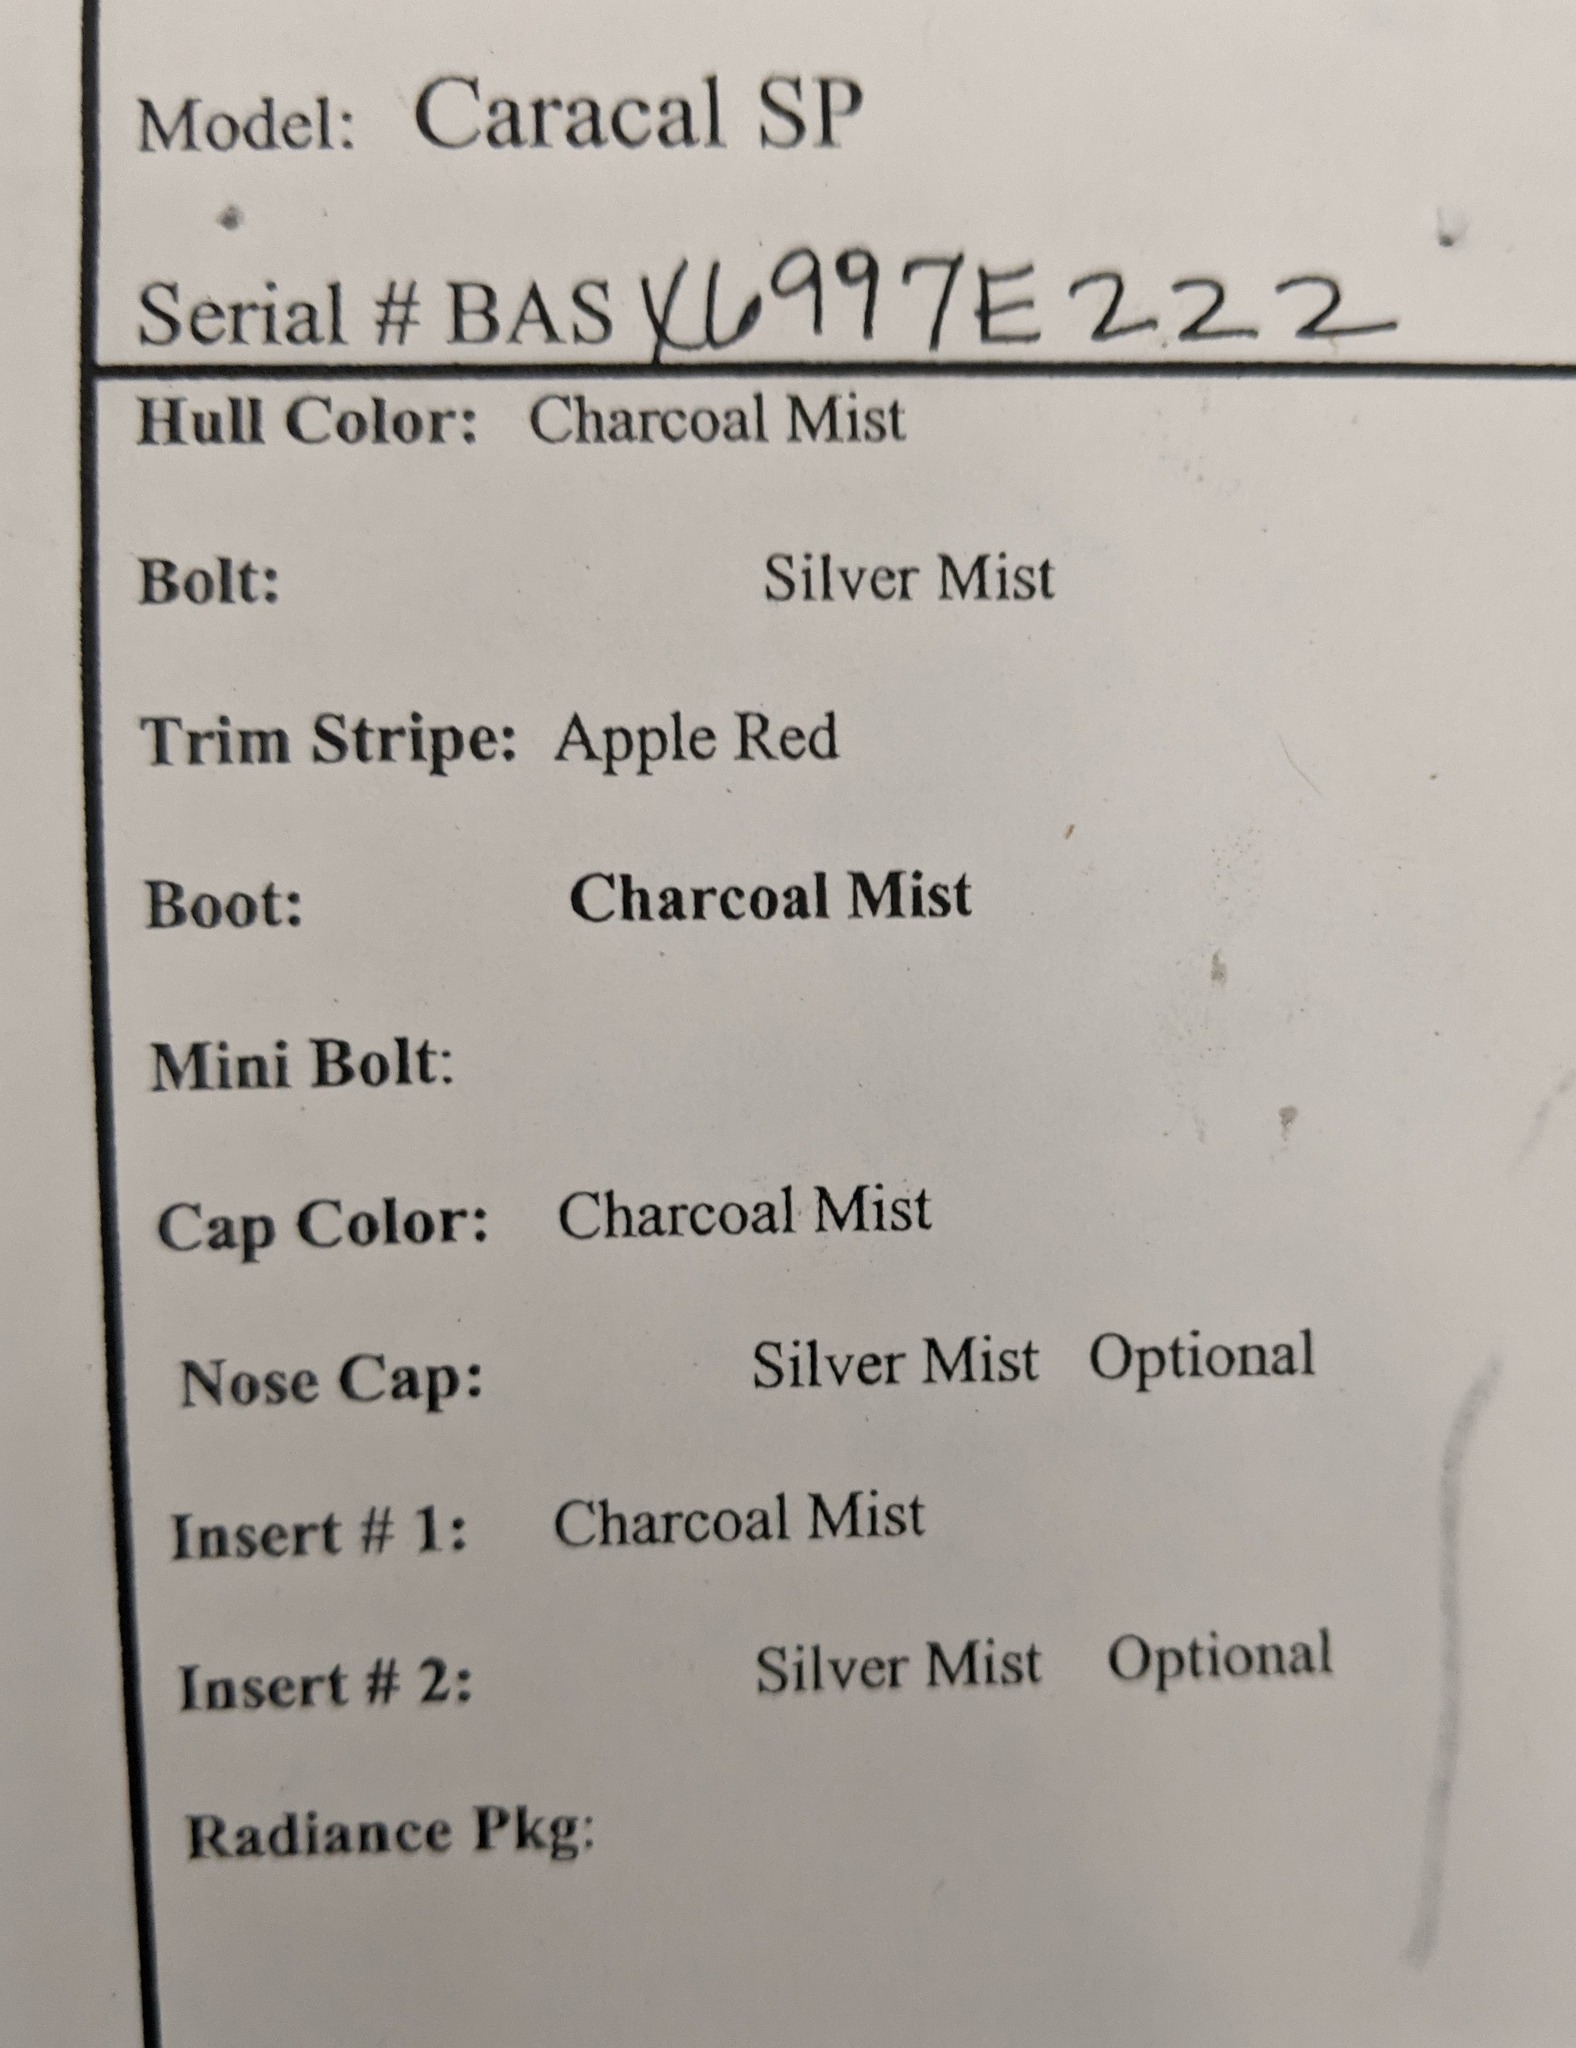 Model: Caracal SP
Serial # BAS X6997E222
Hull Color: Charcoal Mist
Bolt: Silver Mist
Trim Stripe: Apple Red
Boot: Charcoal Mist
Mini Bolt:
Cap Color: Charcoal Mist
Nose Cap: Silver Mist Optional
Insert # 1: Charcoal Mist
Insert # 2: Silver Mist Optional
Radiance Pkg: